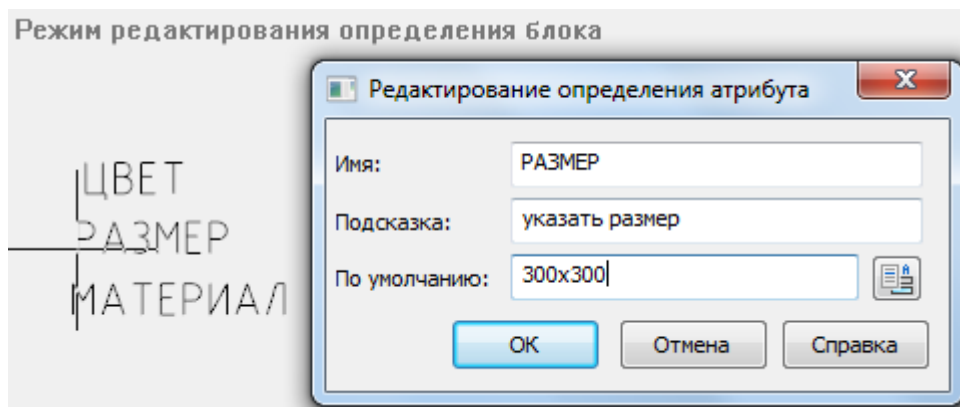 Режим редактирования определения блока
Редактирование определения атрибута
ЦВЕТ
РАЗМЕР
МАТЕРИАЛ
Имя: РАЗМЕР
Подсказка: указать размер
По умолчанию: 300х300
ОК Отмена Справка